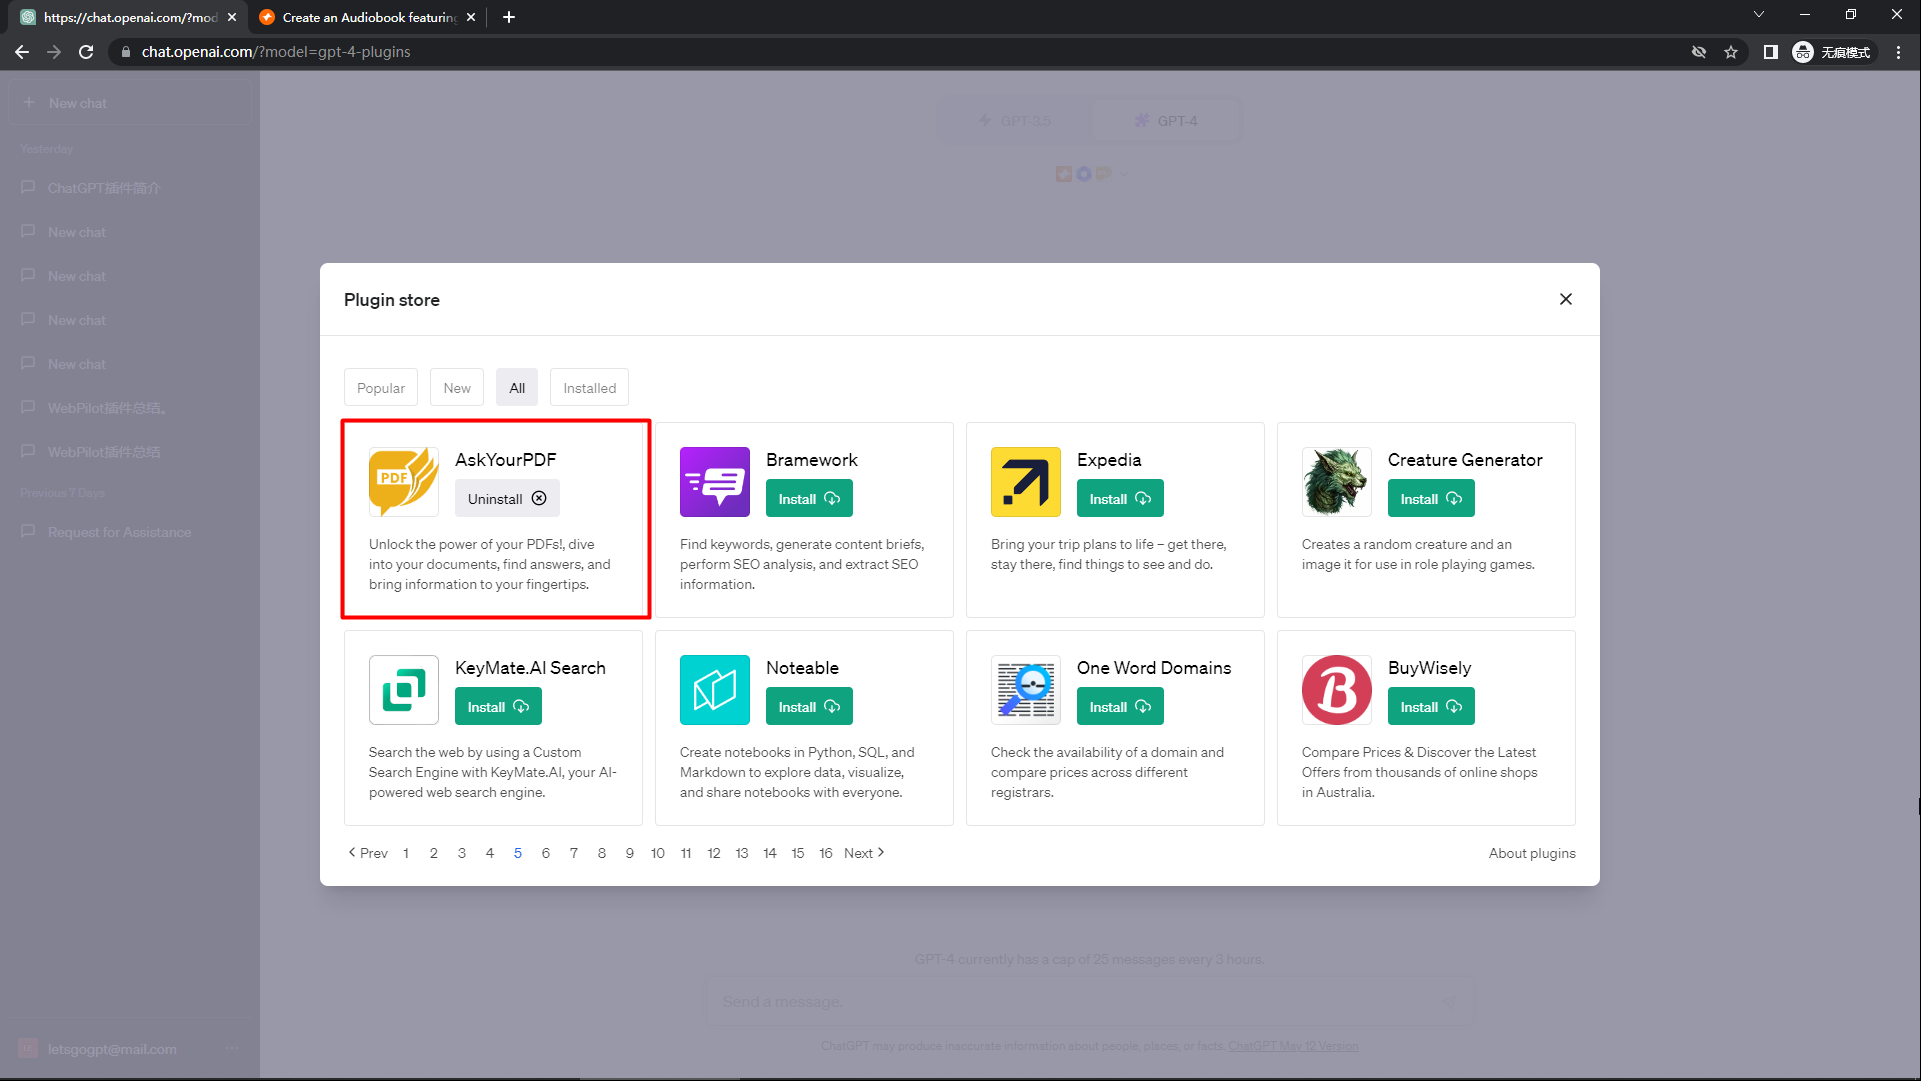 https://chat.openai.com/?mod
Create an Audiobook featuring
chat.openai.com/?model=gpt-4-plugins
无痕模式
New chat
Yesterday
ChatGPT插件简介
New chat
New chat
New chat
New chat
WebPilot插件总结。
WebPilot插件总结
Previous 7 Days
Request for Assistance
letsgogpt@mail.com
GPT-3.5
GPT-4
Plugin store
Popular
New
All
Installed
PDF
AskYourPDF
Uninstall
Unlock the power of your PDFs!, dive
into your documents, find answers, and
bring information to your fingertips.
Bramework
Install
Find keywords, generate content briefs,
perform SEO analysis, and extract SEO
information.
Expedia
Install
Bring your trip plans to life – get there,
stay there, find things to see and do.
Creature Generator
Install
Creates a random creature and an
image it for use in role playing games.
KeyMate.AI Search
Install
Search the web by using a Custom
Search Engine with KeyMate.AI, your AI-
powered web search engine.
Noteable
Install
Create notebooks in Python, SQL, and
Markdown to explore data, visualize,
and share notebooks with everyone.
One Word Domains
Install
Check the availability of a domain and
compare prices across different
registrars.
B
BuyWisely
Install
Compare Prices & Discover the Latest
Offers from thousands of online shops
in Australia.
Prev 1 2 3 4 5 6 7 8 9 10 11 12 13 14 15 16 Next
About plugins
GPT-4 currently has a cap of 25 messages every 3 hours.
Send a message.
ChatGPT may produce inaccurate information about people, places, or facts. ChatGPT May 12 Version